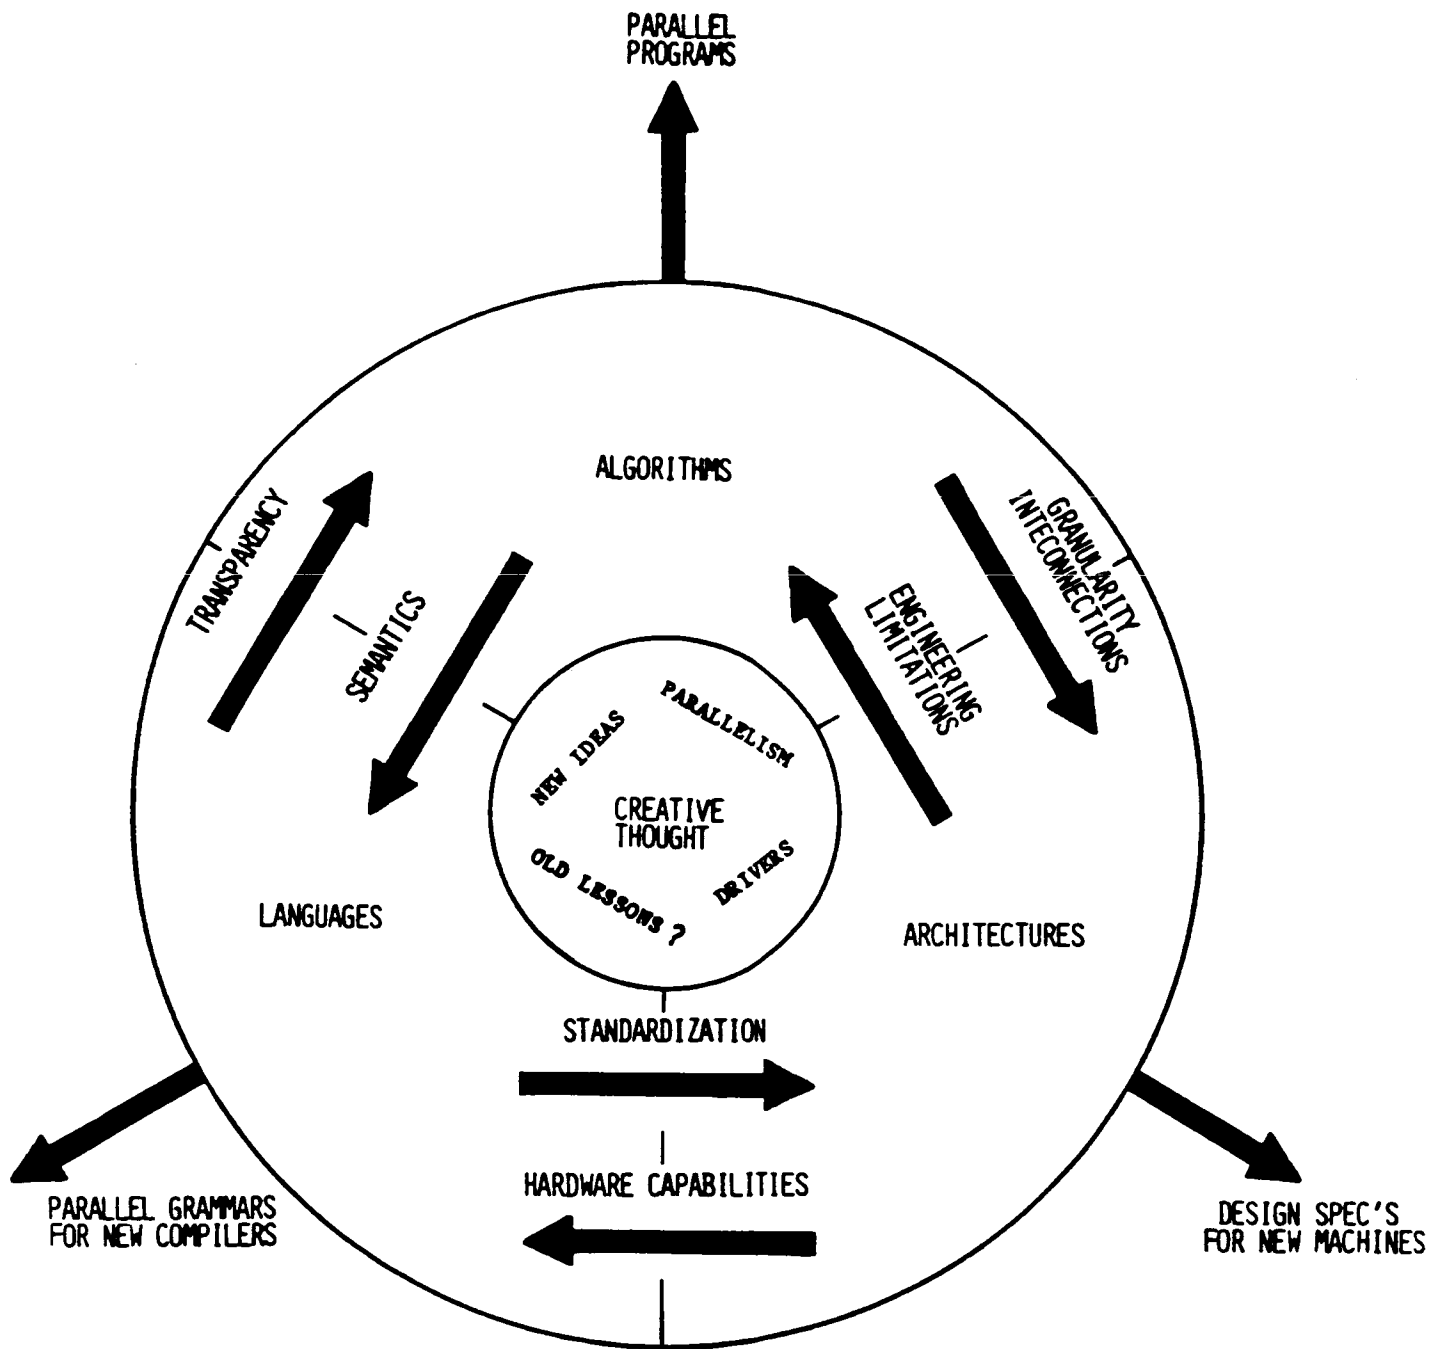 PARALLEL
PROGRAMS
ALGORITHMS
TRANSPARENCY
SEMANTICS
GRANULARITY
INTECONNECTIONS
ENGINEERING
LIMITATIONS
NEW IDEAS
PARALLELISM
CREATIVE
THOUGHT
OLD LESSONS ?
DRIVERS
LANGUAGES
ARCHITECTURES
STANDARDIZATION
HARDWARE CAPABILITIES
PARALLEL GRAMMARS
FOR NEW COMPILERS
DESIGN SPEC'S
FOR NEW MACHINES